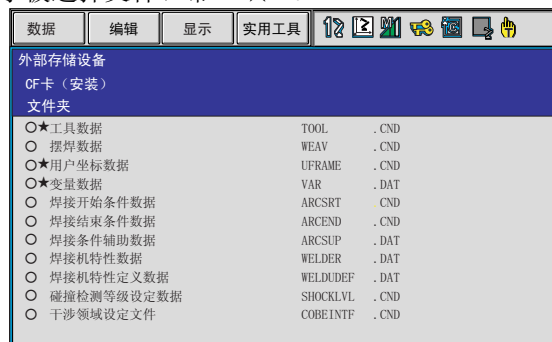 数据 编辑 显示 实用工具
外部存储设备
CF卡（安装）
文件夹
○★工具数据 TOOL .CND
○ 摆焊数据 WEAV .CND
○★用户坐标数据 UFRAME .CND
○★变量数据 VAR .DAT
○ 焊接开始条件数据 ARCSRT CND
○ 焊接结束条件数据 ARCEND .CND
○ 焊接条件辅助数据 ARCSUP .DAT
○ 焊接机特性数据 WELDER .DAT
○ 焊接机特性定义数据 WELDUDEF .DAT
○ 碰撞检测等级设定数据 SHOCKLVL .CND
○ 干涉领域设定文件 COBEINTF .CND